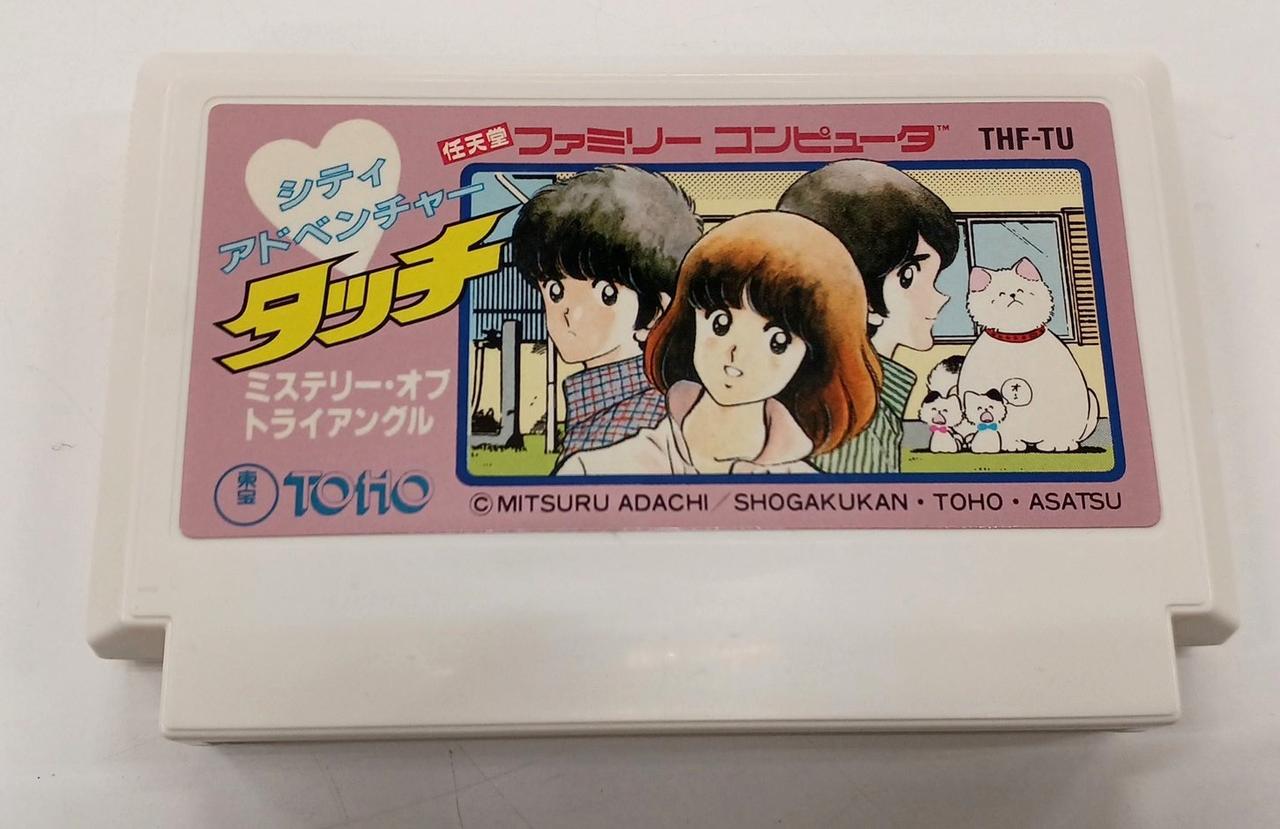 任天堂 ファミリー コンピュータ™ THF-TU
シティ
アドベンチャー
タッチ
ミステリー・オブ
トライアングル
オー
東宝 TOHO
©MITSURU ADACHI／SHOGAKUKAN・TOHO・ASATSU